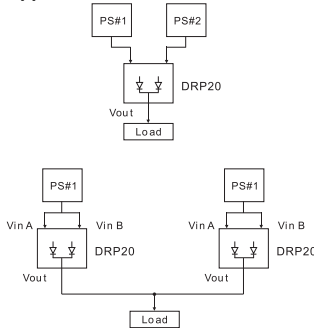 PS#1 PS#2
DRP20
Vout
Load
PS#1 PS#1
Vin A Vin B Vin A Vin B
DRP20 DRP20
Vout Vout
Load